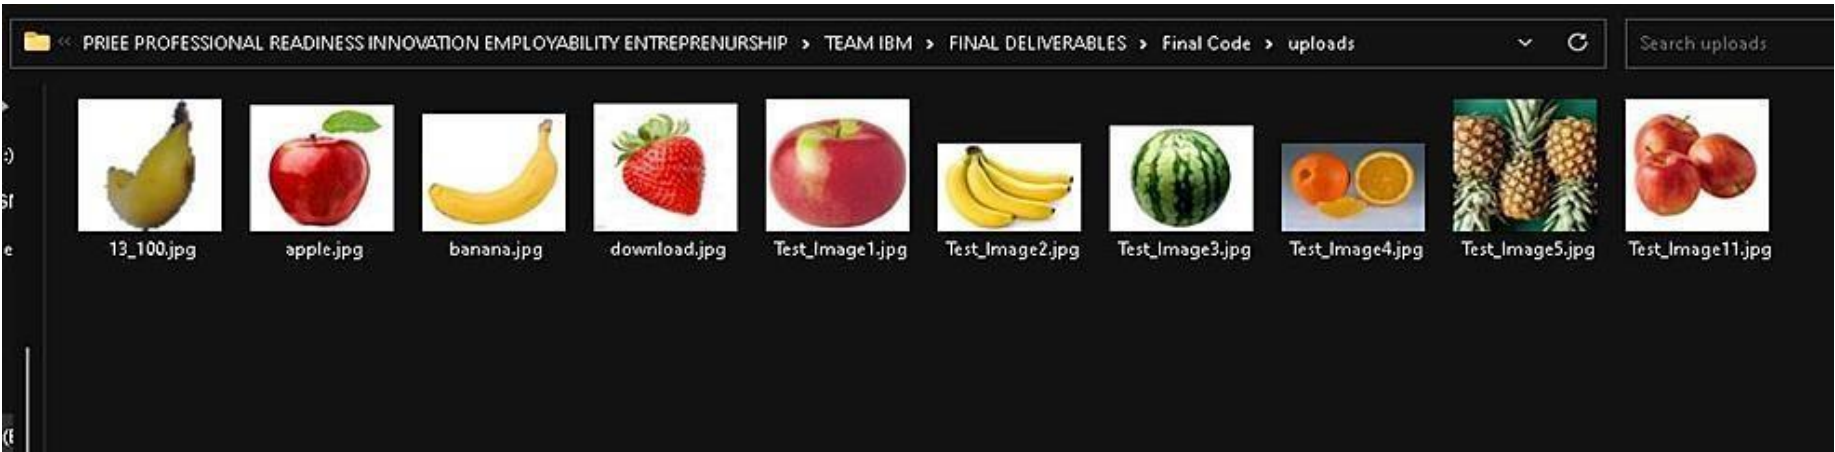 « PRIEE PROFESSIONAL READINESS INNOVATION EMPLOYABILITY ENTREPRENURSHIP > TEAM IBM > FINAL DELIVERABLES > Final Code > uploads
Search uploads
13_100.jpg apple.jpg banana.jpg download.jpg Test_Image1.jpg Test_Image2.jpg Test_Image3.jpg Test_Image4.jpg Test_Image5.jpg Test_Image11.jpg